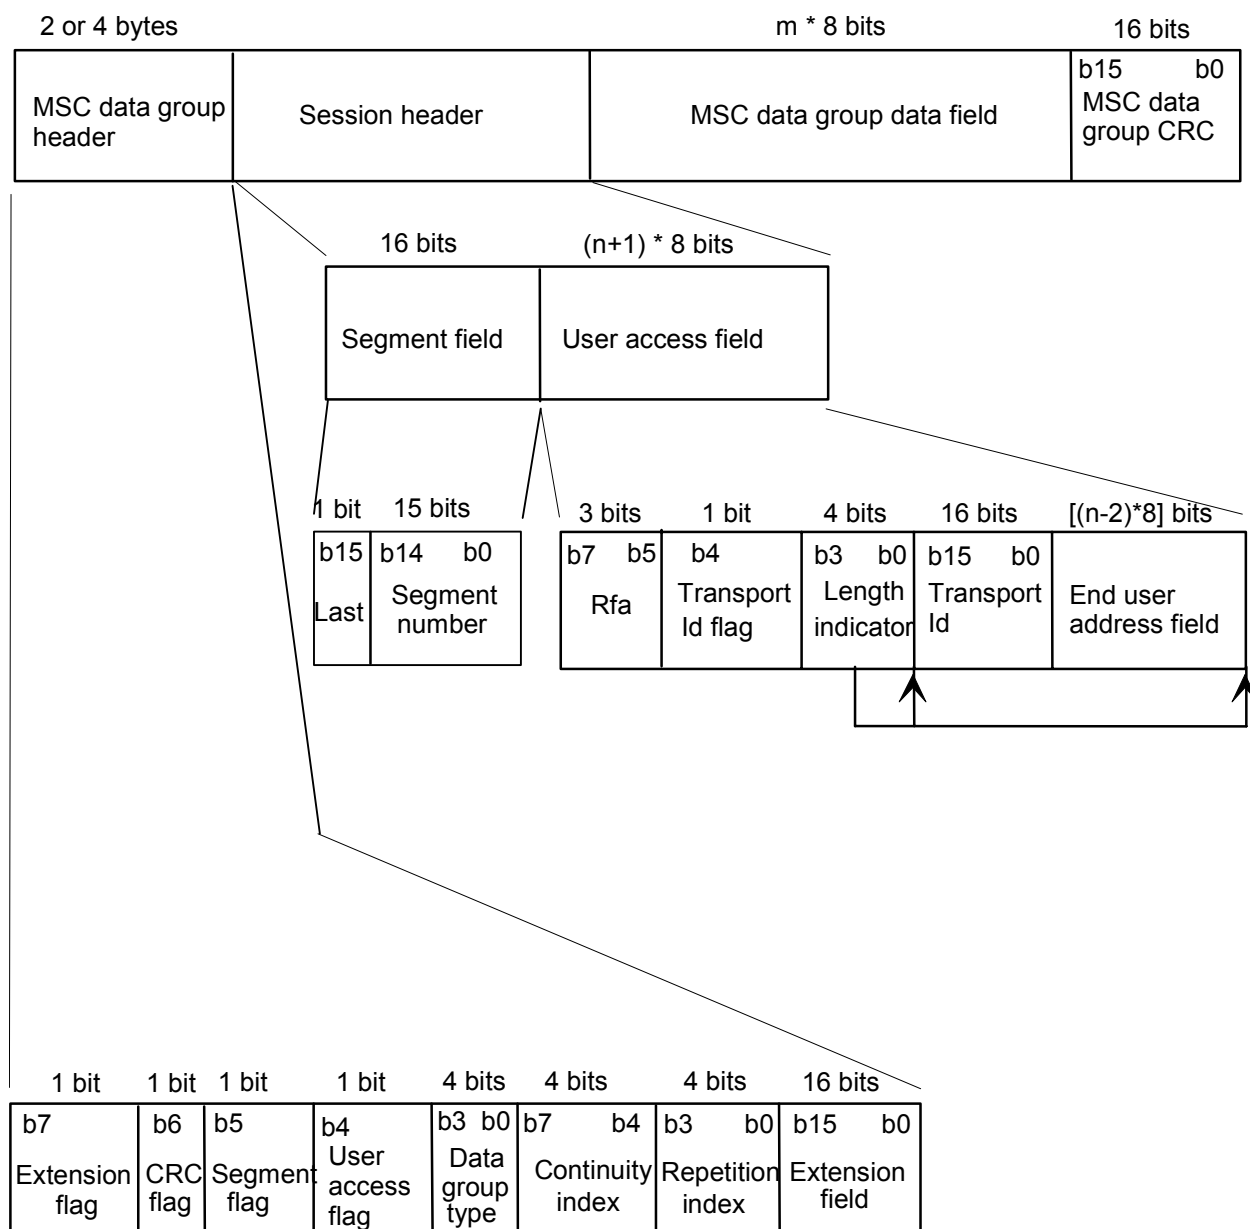 2 or 4 bytes
m * 8 bits
16 bits
MSC data group
header
Session header
MSC data group data field
b15 b0
MSC data
group CRC
16 bits
(n+1) * 8 bits
Segment field
User access field
1 bit
15 bits
3 bits
1 bit
4 bits
16 bits
[(n-2)*8] bits
b15
Last
b14 b0
Segment
number
b7 b5
Rfa
b4
Transport
Id flag
b3 b0
Length
indicator
b15 b0
Transport
Id
End user
address field
1 bit
1 bit
1 bit
1 bit
4 bits
4 bits
4 bits
16 bits
b7
Extension
flag
b6
CRC
flag
b5
Segment
flag
b4
User
access
flag
b3 b0
Data
group
type
b7 b4
Continuity
index
b3 b0
Repetition
index
b15 b0
Extension
field